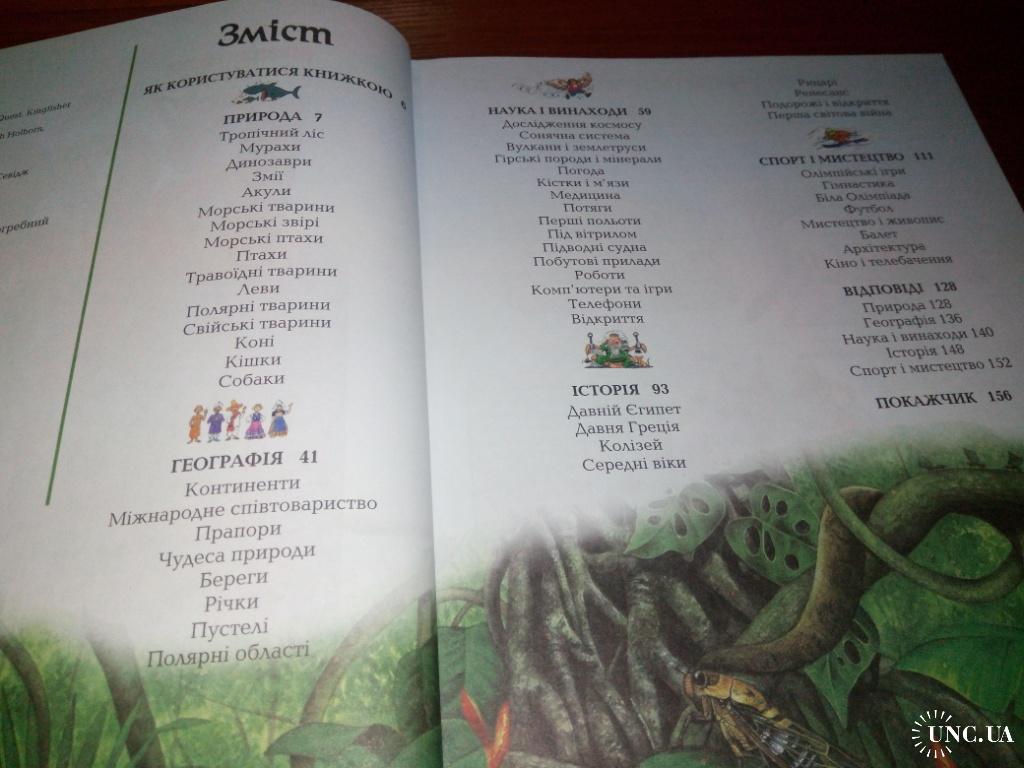 Quest. Kingfisher
h Holborn.
Зміст
ЯК КОРИСТУВАТИСЯ КНИЖКОЮ 6
ПРИРОДА 7
Тропічний ліс
Мурахи
Динозаври
Змії
Акули
Морські тварини
Морські звірі
Морські птахи
Птахи
Травоїдні тварини
Леви
Полярні тварини
Свійські тварини
Коні
Кішки
Собаки
ГЕОГРАФІЯ 41
Континенти
Міжнародне співтовариство
Прапори
Чудеса природи
Береги
Річки
Пустелі
Полярні області
НАУКА І ВИНАХОДИ 59
Дослідження космосу
Сонячна система
Вулкани і землетруси
Гірські породи і мінерали
Погода
Кістки і м'язи
Медицина
Потяги
Перші польоти
Під вітрилом
Підводні судна
Побутові прилади
Роботи
Комп'ютери та ігри
Телефони
Відкриття
ІСТОРІЯ 93
Давній Єгипет
Давня Греція
Колізей
Середні віки
Рицарі
Ренесанс
Подорожі і відкриття
Перша світова війна
СПОРТ І МИСТЕЦТВО 111
Олімпійські ігри
Гімнастика
Біла Олімпіада
Футбол
Мистецтво і живопис
Балет
Архітектура
Кіно і телебачення
ВІДПОВІДІ 128
Природа 128
Географія 136
Наука і винаходи 140
Історія 148
Спорт і мистецтво 152
ПОКАЖЧИК 156
UNC.UA